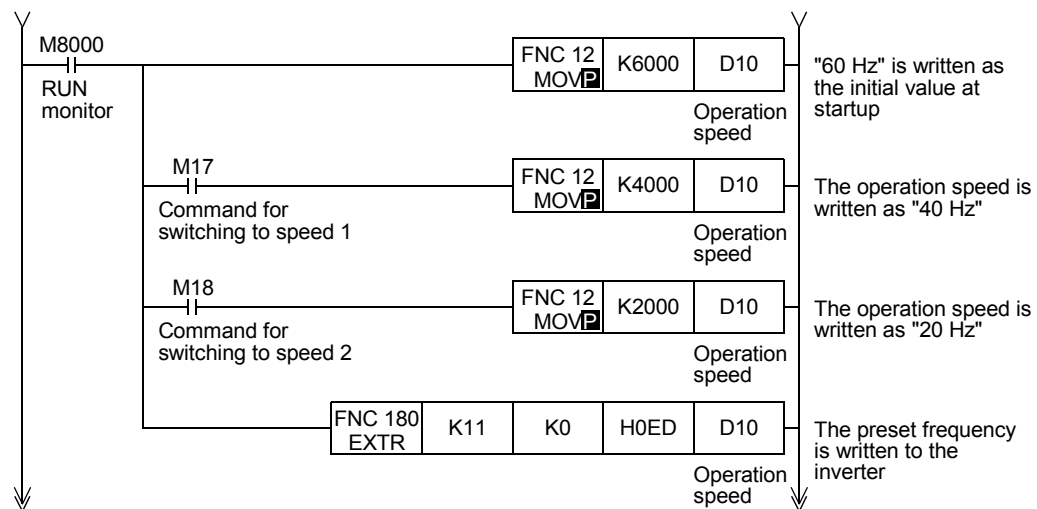 M8000
RUN
monitor
FNC 12
MOVP
K6000
D10
Operation
speed
"60 Hz" is written as
the initial value at
startup
M17
Command for
switching to speed 1
FNC 12
MOVP
K4000
D10
Operation
speed
The operation speed is
written as "40 Hz"
M18
Command for
switching to speed 2
FNC 12
MOVP
K2000
D10
Operation
speed
The operation speed is
written as "20 Hz"
FNC 180
EXTR
K11
K0
H0ED
D10
Operation
speed
The preset frequency
is written to the
inverter